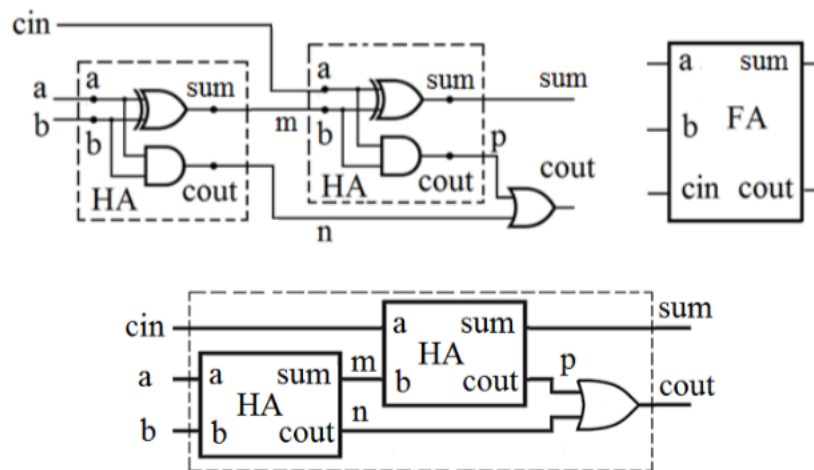 cin
a a sum
b b
HA cout
m
n
a sum sum
b
HA cout p
cout
a sum
b FA
cin cout
cin a sum sum
HA
m b cout p
cout
a a sum
HA n
b b cout